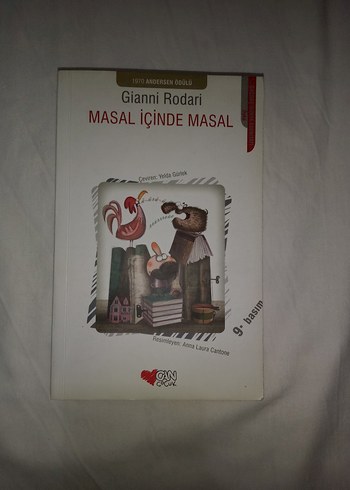 1970 ANDERSEN ÖDÜLÜ
Gianni Rodari
MASAL İÇİNDE MASAL
Çeviren: Yelda Gürlek
Resimleyen: Anna Laura Cantone
9. basım
CAN
ÇOCUK